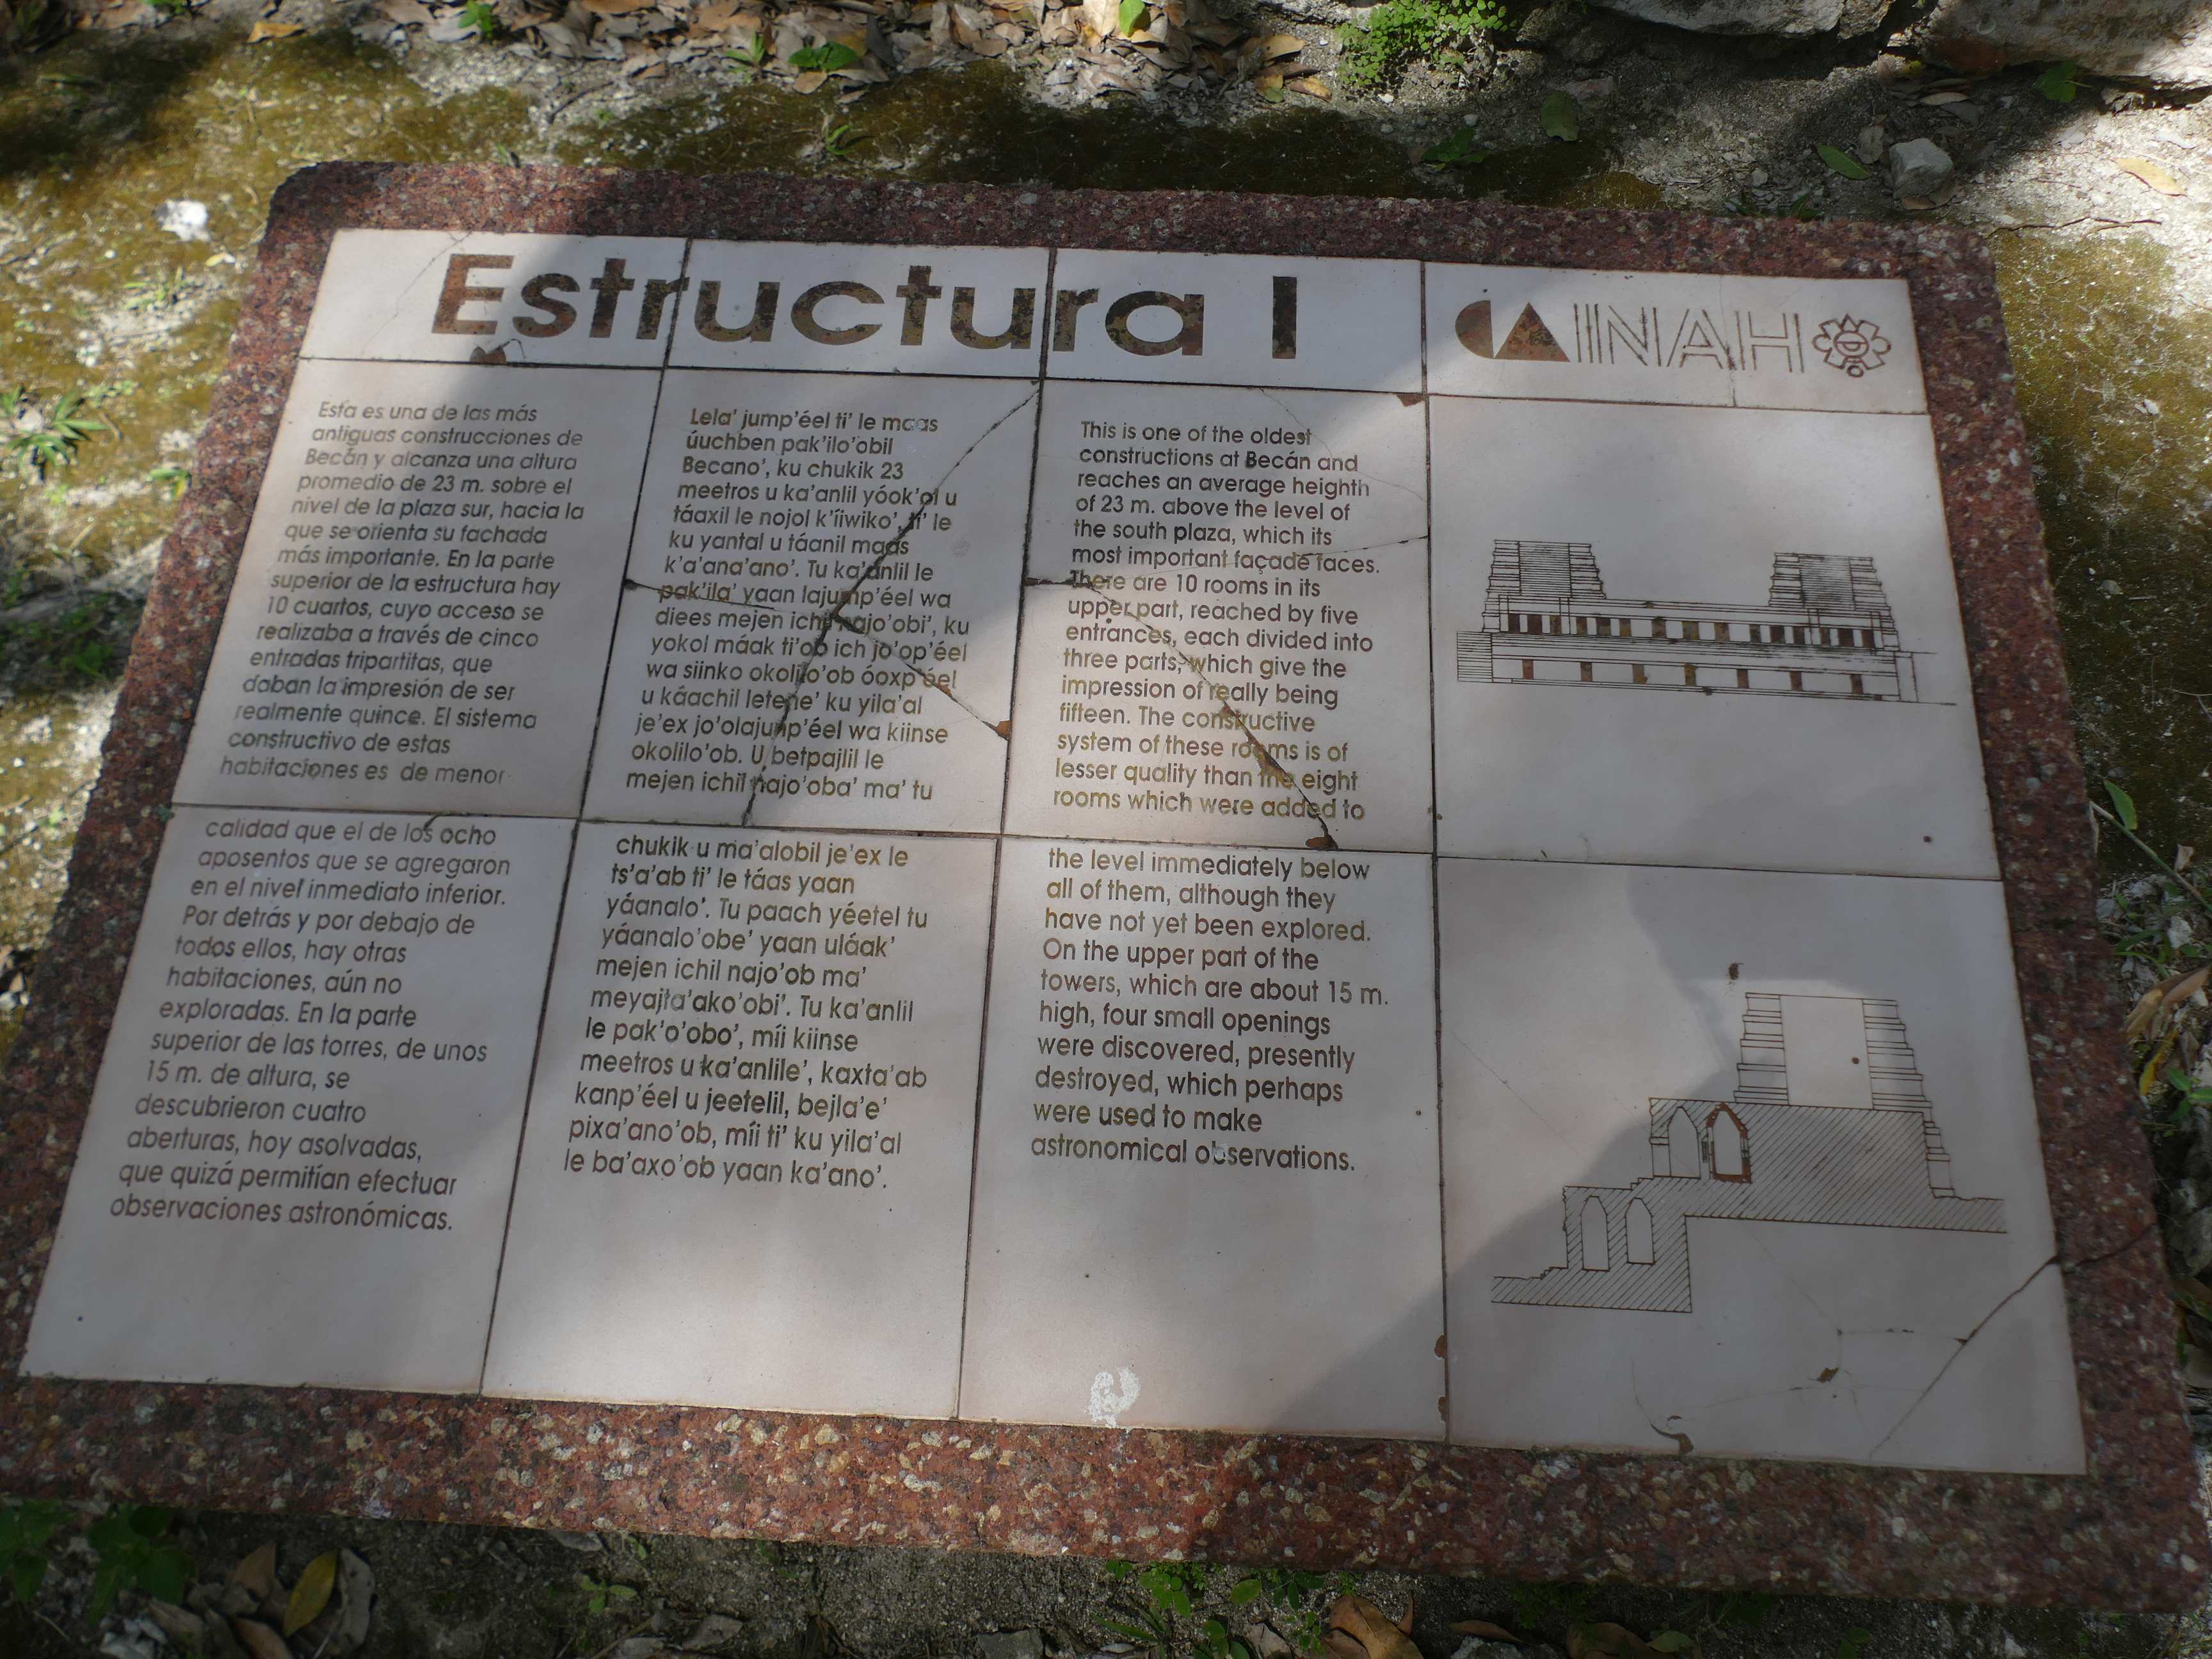 Estructura I
CA INAH
Esta es una de las más
antiguas construcciones de
Becán y alcanza una altura
promedio de 23 m. sobre el
nivel de la plaza sur, hacia la
que se orienta su fachada
más importante. En la parte
superior de la estructura hay
10 cuartos, cuyo acceso se
realizaba a través de cinco
entradas tripartitas, que
daban la impresión de ser
realmente quince. El sistema
constructivo de estas
habitaciones es de menor
calidad que el de los ocho
aposentos que se agregaron
en el nivel inmediato inferior.
Por detrás y por debajo de
todos ellos, hay otras
habitaciones, aún no
exploradas. En la parte
superior de las torres, de unos
15 m. de altura, se
descubrieron cuatro
aberturas, hoy asolvadas,
que quizá permitían efectuar
observaciones astronómicas.
Lela' jump'éel ti' le maas
úuchben pak'ilo'obil
Becano', ku chukik 23
meetros u ka'anlil yóok'ol u
táaxil le nojol k'íiwiko', ti' le
ku yantal u táanil maas
k'a'ana'ano'. Tu ka'anlil le
pak'ila' yaan lajump'éel wa
diees mejen ichil najo'obi', ku
yokol máak ti'ob ich jo'op'éel
wa siinko okolilo'ob óoxp'éel
u káachil letene' ku yila'al
je'ex jo'olajump'éel wa kiinse
okolilo'ob. U betpajlil le
mejen ichil najo'oba' ma' tu
chukik u ma'alobil je'ex le
ts'a'ab ti' le táas yaan
yáanalo'. Tu paach yéetel tu
yáanalo'obe' yaan uláak'
mejen ichil najo'ob ma'
meyajta'ako'obi'. Tu ka'anlil
le pak'o'obo', míi kiinse
meetros u ka'anlile', kaxta'ab
kanp'éel u jeetelil, bejla'e'
pixa'ano'ob, míi ti' ku yila'al
le ba'axo'ob yaan ka'ano'.
This is one of the oldest
constructions at Becán and
reaches an average heighth
of 23 m. above the level of
the south plaza, which its
most important façade faces.
There are 10 rooms in its
upper part, reached by five
entrances, each divided into
three parts, which give the
impression of really being
fifteen. The constructive
system of these rooms is of
lesser quality than the eight
rooms which were added to
the level immediately below
all of them, although they
have not yet been explored.
On the upper part of the
towers, which are about 15 m.
high, four small openings
were discovered, presently
destroyed, which perhaps
were used to make
astronomical observations.